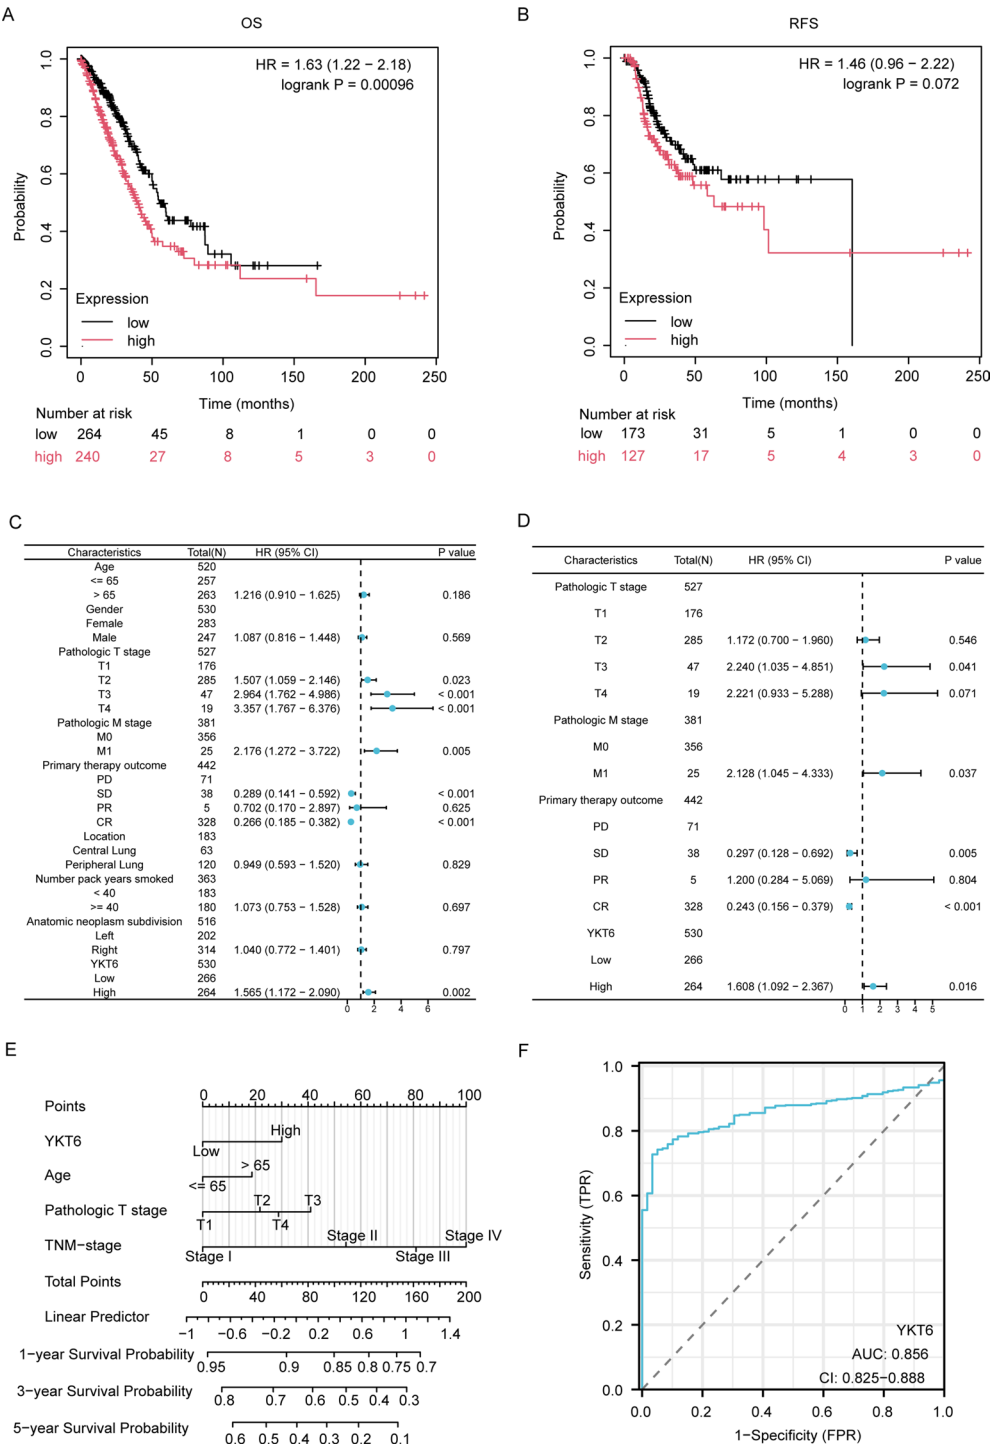 A
OS
HR = 1.63 (1.22 − 2.18)
logrank P = 0.00096
Probability
1.0
0.8
0.6
0.4
0.2
0.0
Expression
low
high
0 50 100 150 200 250
Time (months)
Number at risk
low 264 45 8 1 0 0
high 240 27 8 5 3 0
B
RFS
HR = 1.46 (0.96 − 2.22)
logrank P = 0.072
Probability
1.0
0.8
0.6
0.4
0.2
0.0
Expression
low
high
0 50 100 150 200 250
Time (months)
Number at risk
low 173 31 5 1 0 0
high 127 17 5 4 3 0
C
Characteristics Total(N) HR (95% CI) P value
Age 520
<= 65 257
> 65 263 1.216 (0.910 − 1.625) 0.186
Gender 530
Female 283
Male 247 1.087 (0.816 − 1.448) 0.569
Pathologic T stage 527
T1 176
T2 285 1.507 (1.059 − 2.146) 0.023
T3 47 2.964 (1.762 − 4.986) < 0.001
T4 19 3.357 (1.767 − 6.376) < 0.001
Pathologic M stage 381
M0 356
M1 25 2.176 (1.272 − 3.722) 0.005
Primary therapy outcome 442
PD 71
SD 38 0.289 (0.141 − 0.592) < 0.001
PR 5 0.702 (0.170 − 2.897) 0.625
CR 328 0.266 (0.185 − 0.382) < 0.001
Location 183
Central Lung 63
Peripheral Lung 120 0.949 (0.593 − 1.520) 0.829
Number pack years smoked 363
< 40 183
>= 40 180 1.073 (0.753 − 1.528) 0.697
Anatomic neoplasm subdivision 516
Left 202
Right 314 1.040 (0.772 − 1.401) 0.797
YKT6 530
Low 266
High 264 1.565 (1.172 − 2.090) 0.002
0 2 4 6
D
Characteristics Total(N) HR (95% CI) P value
Pathologic T stage 527
T1 176
T2 285 1.172 (0.700 − 1.960) 0.546
T3 47 2.240 (1.035 − 4.851) 0.041
T4 19 2.221 (0.933 − 5.288) 0.071
Pathologic M stage 381
M0 356
M1 25 2.128 (1.045 − 4.333) 0.037
Primary therapy outcome 442
PD 71
SD 38 0.297 (0.128 − 0.692) 0.005
PR 5 1.200 (0.284 − 5.069) 0.804
CR 328 0.243 (0.156 − 0.379) < 0.001
YKT6 530
Low 266
High 264 1.608 (1.092 − 2.367) 0.016
0 1 2 3 4 5
E
0 20 40 60 80 100
Points
High
YKT6
Low
> 65
Age
<= 65
T2 T3
Pathologic T stage
T1 T4
Stage II Stage IV
TNM−stage
Stage I Stage III
Total Points
0 40 80 120 160 200
Linear Predictor
−1 −0.6 −0.2 0.2 0.6 1 1.4
1−year Survival Probability
0.95 0.9 0.85 0.8 0.75 0.7
3−year Survival Probability
0.8 0.7 0.6 0.5 0.4 0.3
5−year Survival Probability
0.6 0.5 0.4 0.3 0.2 0.1
F
Sensitivity (TPR)
1.0
0.8
0.6
0.4
0.2
0.0
YKT6
AUC: 0.856
CI: 0.825−0.888
0.0 0.2 0.4 0.6 0.8 1.0
1−Specificity (FPR)